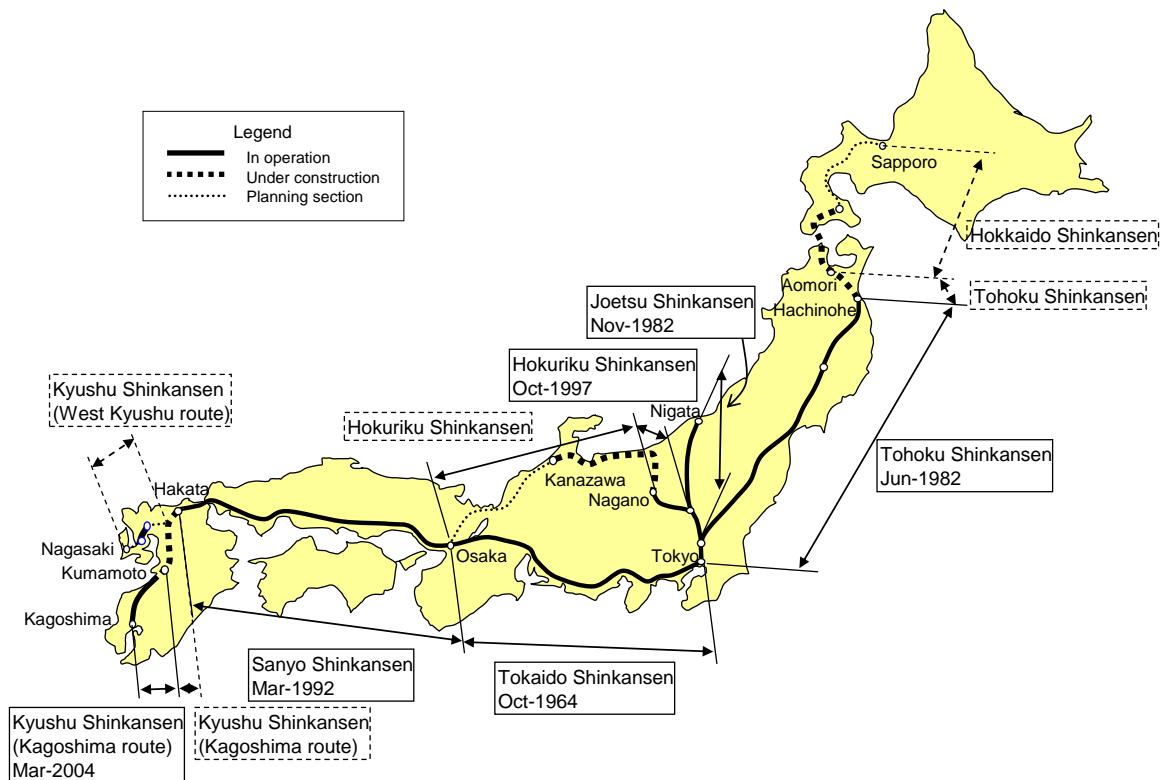 Legend
In operation
Under construction
Planning section
Sapporo
Hokkaido Shinkansen
Aomori
Tohoku Shinkansen
Hachinohe
Joetsu Shinkansen
Nov-1982
Hokuriku Shinkansen
Oct-1997
Kyushu Shinkansen
(West Kyushu route)
Nigata
Hokuriku Shinkansen
Tohoku Shinkansen
Jun-1982
Kanazawa
Nagano
Hakata
Nagasaki
Osaka
Tokyo
Kumamoto
Kagoshima
Sanyo Shinkansen
Mar-1992
Tokaido Shinkansen
Oct-1964
Kyushu Shinkansen
(Kagoshima route)
Mar-2004
Kyushu Shinkansen
(Kagoshima route)